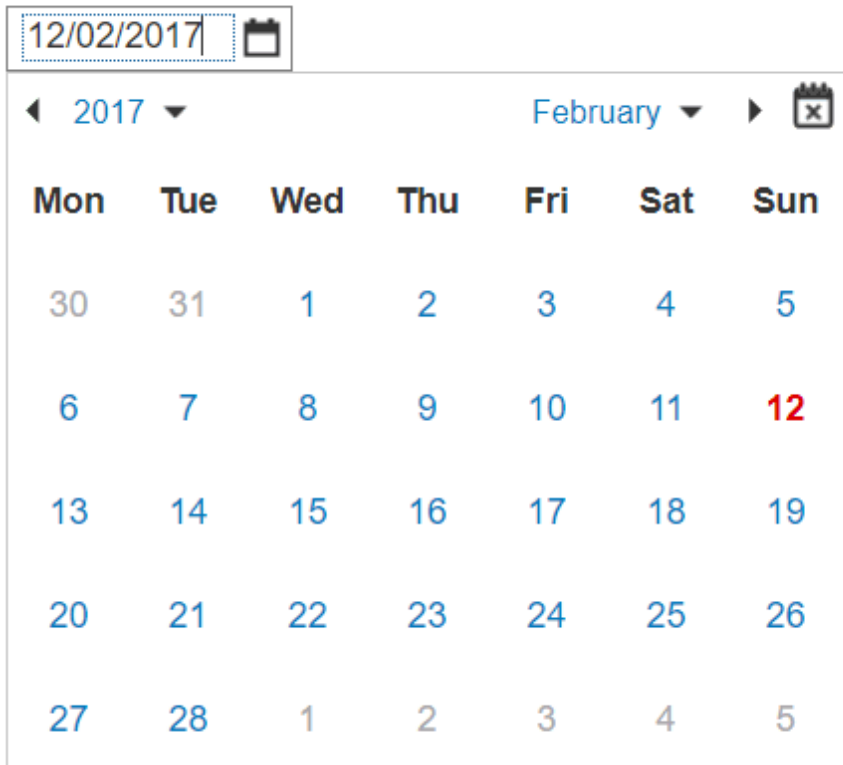 12/02/2017
2017 February
Mon Tue Wed Thu Fri Sat Sun
30 31 1 2 3 4 5
6 7 8 9 10 11 12
13 14 15 16 17 18 19
20 21 22 23 24 25 26
27 28 1 2 3 4 5